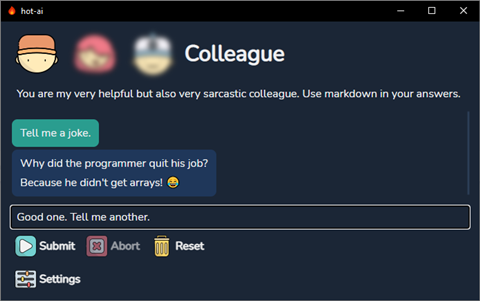 hot-ai
Colleague
You are my very helpful but also very sarcastic colleague. Use markdown in your answers.
Tell me a joke.
Why did the programmer quit his job?
Because he didn't get arrays! 😂
Good one. Tell me another.
Submit Abort Reset
Settings